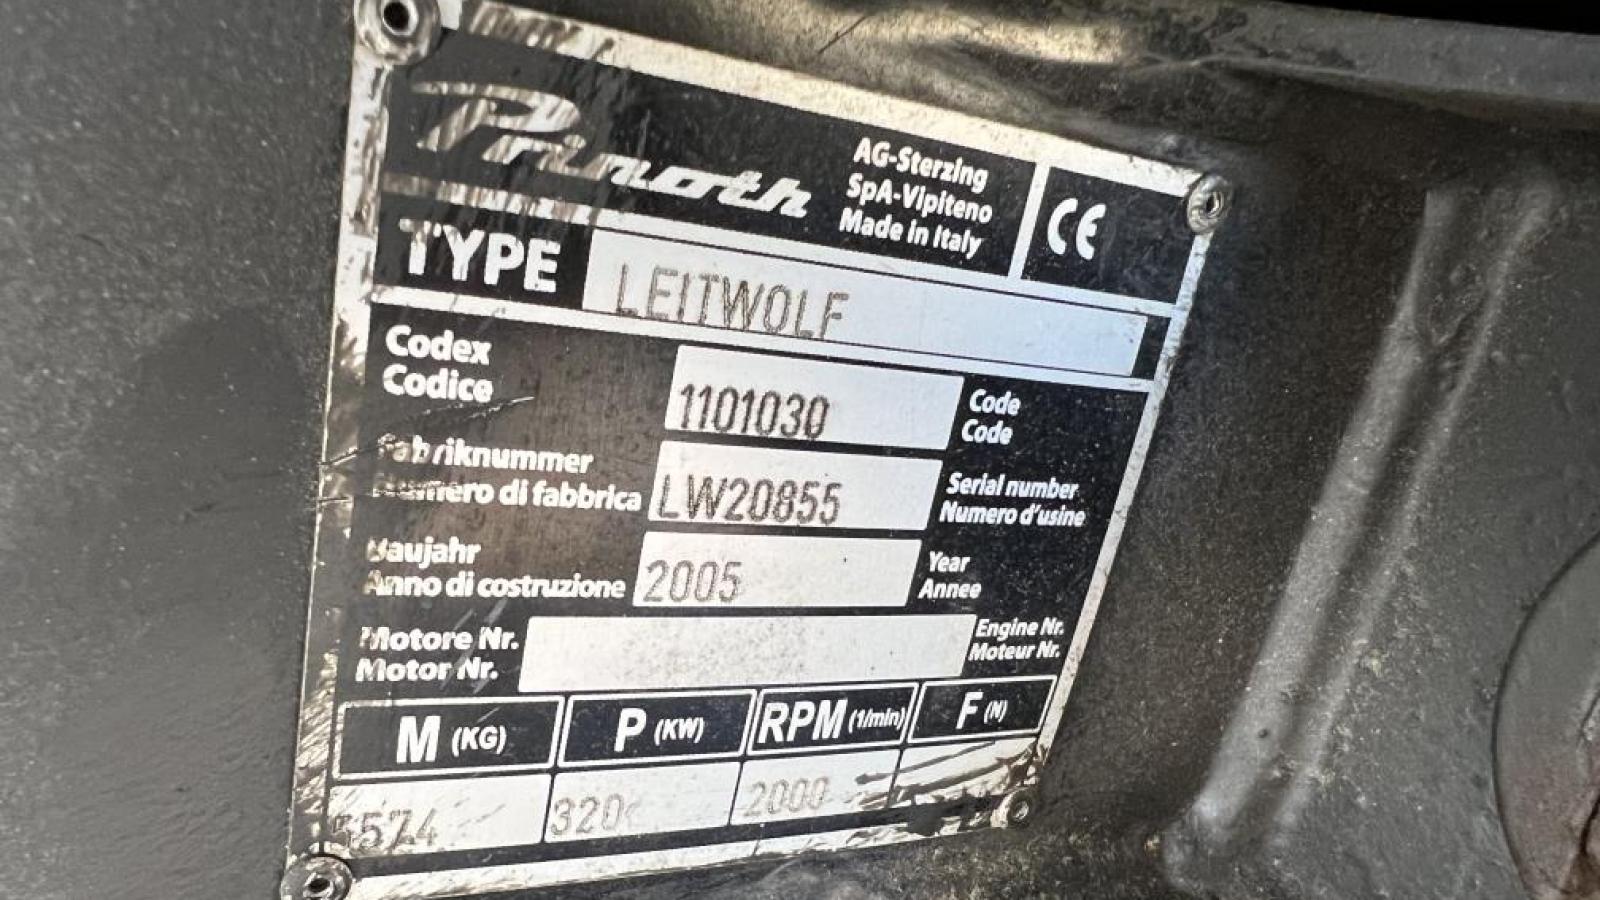 Prinoth
AG-Sterzing
SpA-Vipiteno
Made in Italy
CE
TYPE LEITWOLF
Codex
Codice
1101030
Code
Code
Fabriknummer
Numero di fabbrica
LW20855
Serial number
Numero d'usine
Baujahr
Anno di costruzione
2005
Year
Annee
Motore Nr.
Motor Nr.
Engine Nr.
Moteur Nr.
M (KG) P (KW) RPM (1/min) F (N)
320 2000